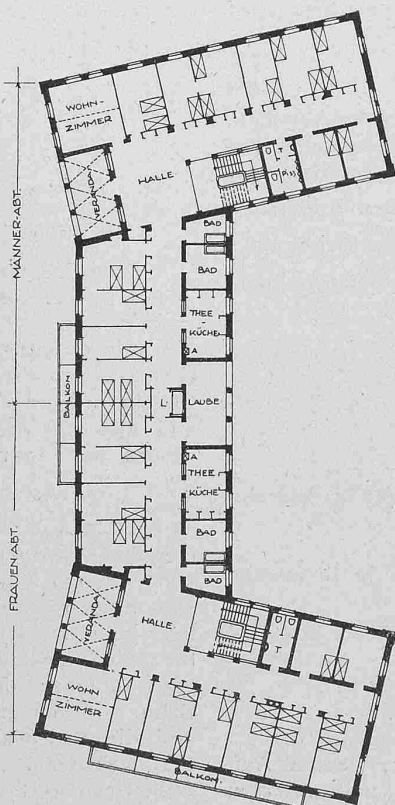 WOHN-
ZIMMER
VERANDA
HALLE
T
Piss
MÄNNER-ABT.
BAD
BAD
THEE
KÜCHE
A
BALKON
L.
LAUBE
A
THEE
KÜCHE
BAD
BAD
FRAUEN-ABT.
VERANDA
HALLE.
T
WOHN
ZIMMER
BALKON.